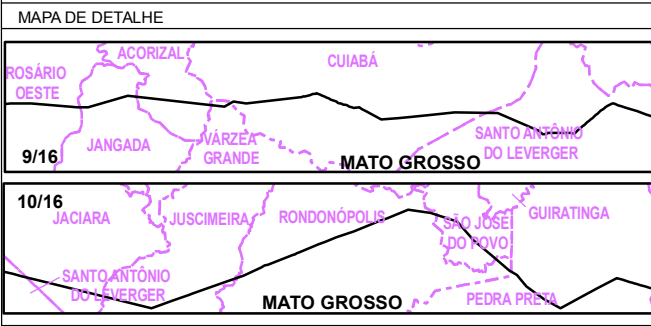 MAPA DE DETALHE
ACORIZAL
CUIABÁ
ROSÁRIO
OESTE
JANGADA
VÁRZEA
GRANDE
SANTO ANTÔNIO
DO LEVERGER
9/16
MATO GROSSO
10/16
JACIARA
JUSCIMEIRA
RONDONÓPOLIS
SÃO JOSÉ
DO POVO
GUIRATINGA
SANTO ANTÔNIO
DO LEVERGER
MATO GROSSO
PEDRA PRETA